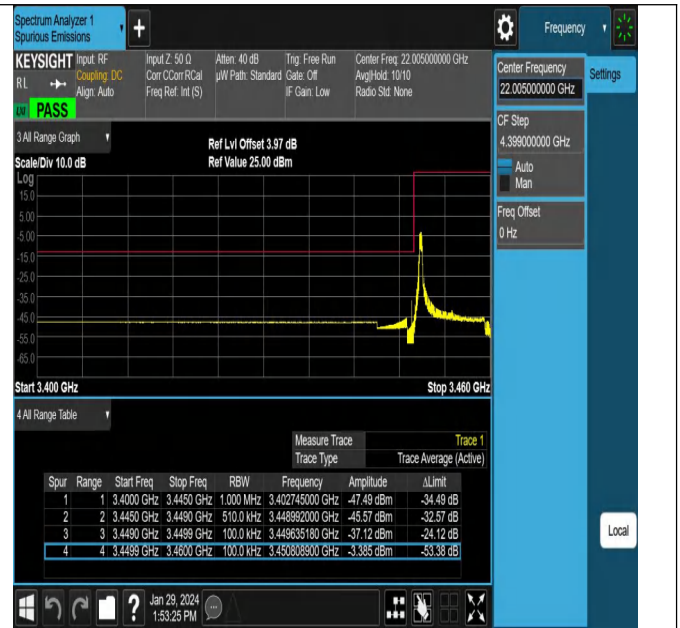 Spectrum Analyzer 1
Spurious Emissions
Frequency
KEYSIGHT
RL
Input: RF
Coupling: DC
Align: Auto
Input Z: 50 Ω
Corr CCorr RCal
Freq Ref: Int (S)
Atten: 40 dB
µW Path: Standard
Trig: Free Run
Gate: Off
IF Gain: Low
Center Freq: 22.005000000 GHz
Avg|Hold: 10/10
Radio Std: None
LNI PASS
3 All Range Graph
Scale/Div 10.0 dB
Ref Lvl Offset 3.97 dB
Ref Value 25.00 dBm
Log
15.0
5.00
-5.00
-15.0
-25.0
-35.0
-45.0
-55.0
-65.0
Start 3.400 GHz
Stop 3.460 GHz
4 All Range Table
Measure Trace Trace 1
Trace Type Trace Average (Active)
Spur Range Start Freq Stop Freq RBW Frequency Amplitude ΔLimit
1 1 3.4000 GHz 3.4450 GHz 1.000 MHz 3.402745000 GHz -47.49 dBm -34.49 dB
2 2 3.4450 GHz 3.4490 GHz 510.0 kHz 3.448992000 GHz -45.57 dBm -32.57 dB
3 3 3.4490 GHz 3.4499 GHz 100.0 kHz 3.449635180 GHz -37.12 dBm -24.12 dB
4 4 3.4499 GHz 3.4600 GHz 100.0 kHz 3.450808900 GHz -3.385 dBm -53.38 dB
Jan 29, 2024
1:53:25 PM
Center Frequency
22.005000000 GHz
Settings
CF Step
4.399000000 GHz
Auto
Man
Freq Offset
0 Hz
Local